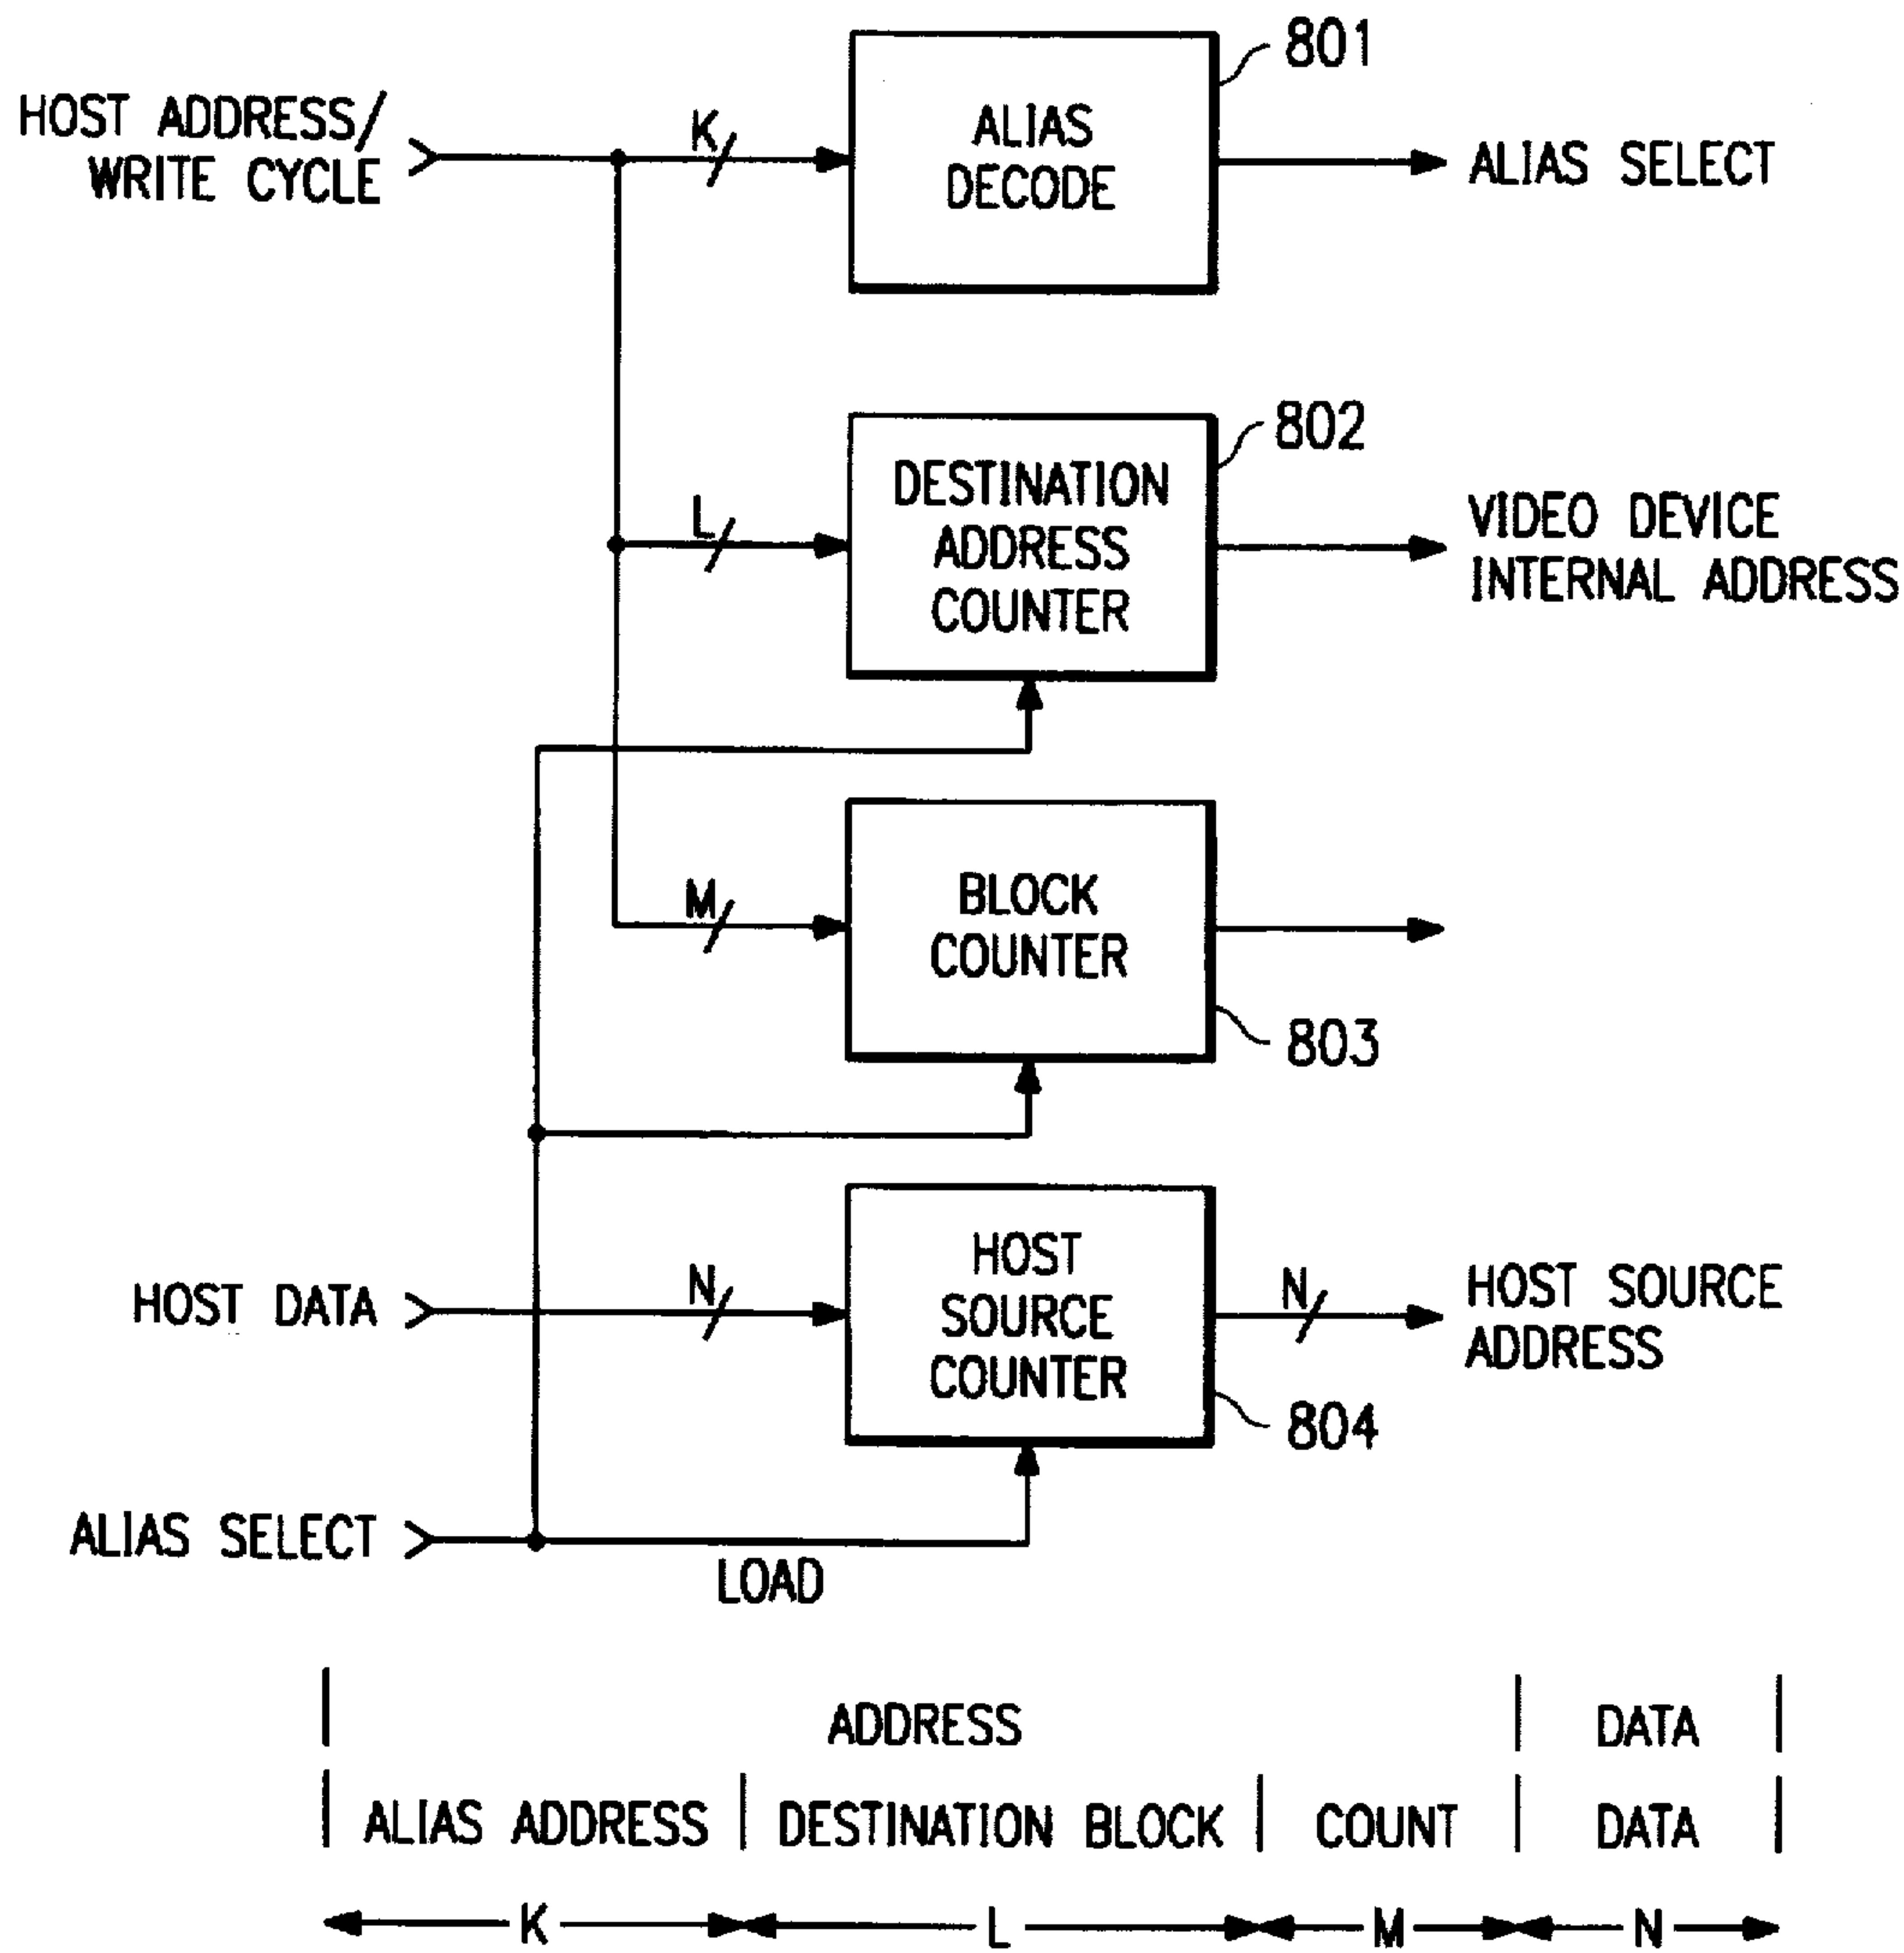 801
HOST ADDRESS/
WRITE CYCLE
K
ALIAS
DECODE
ALIAS SELECT
802
L
DESTINATION
ADDRESS
COUNTER
VIDEO DEVICE
INTERNAL ADDRESS
M
BLOCK
COUNTER
803
HOST DATA
N
HOST
SOURCE
COUNTER
N
HOST SOURCE
ADDRESS
804
ALIAS SELECT
LOAD
ADDRESS DATA
ALIAS ADDRESS DESTINATION BLOCK COUNT DATA
K L M N